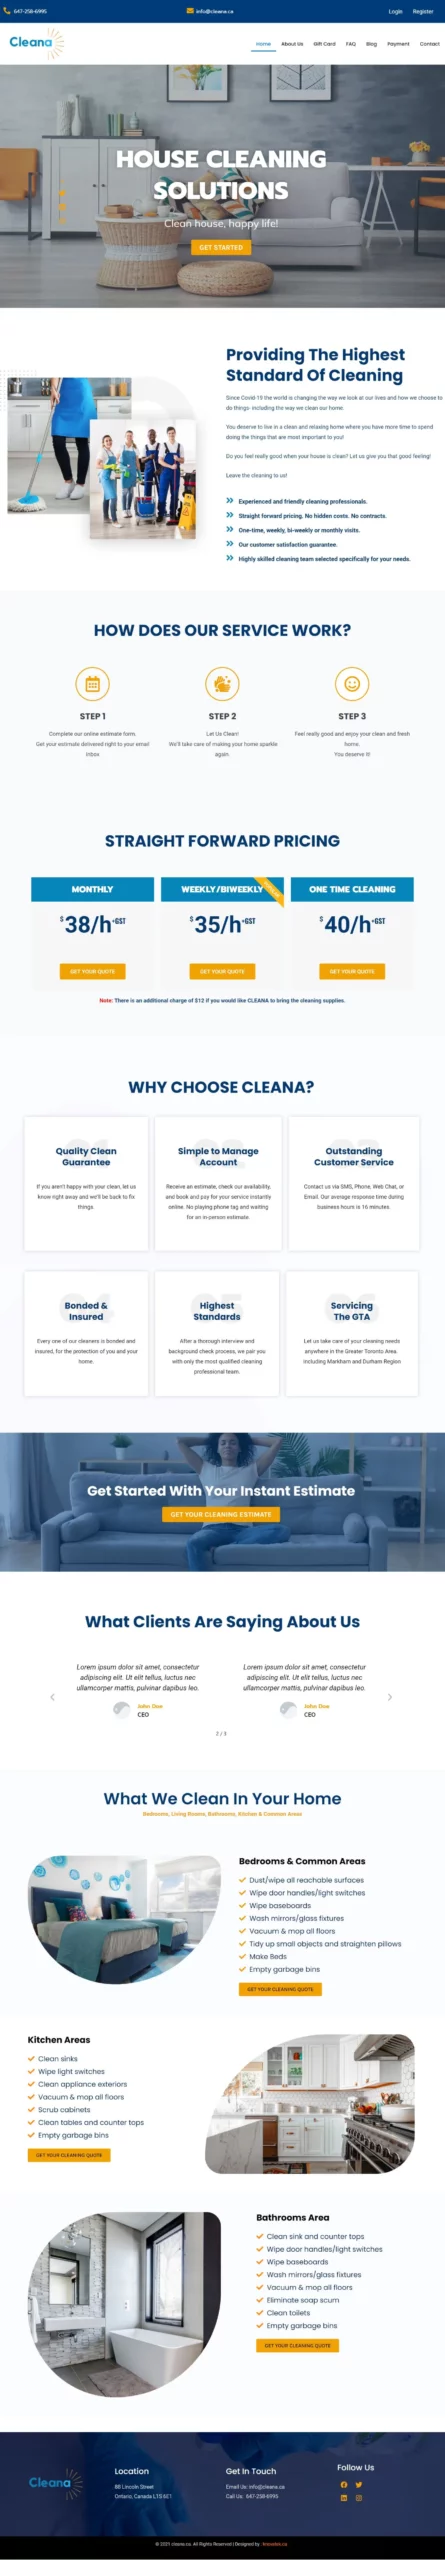 647-258-6995
info@cleana.ca
Login Register
Cleana
Home About Us Gift Card FAQ Blog Payment Contact
HOUSE CLEANING
SOLUTIONS
Clean house, happy life!
GET STARTED
Providing The Highest
Standard Of Cleaning
Since Covid-19 the world is changing the way we look at our lives and how we choose to
do things- including the way we clean our home.
You deserve to live in a clean and relaxing home where you have more time to spend
doing the things that are most important to you!
Do you feel really good when your house is clean? Let us give you that good feeling!
Leave the cleaning to us!
Experienced and friendly cleaning professionals.
Straight forward pricing. No hidden costs. No contracts.
One-time, weekly, bi-weekly or monthly visits.
Our customer satisfaction guarantee.
Highly skilled cleaning team selected specifically for your needs.
HOW DOES OUR SERVICE WORK?
STEP 1
Complete our online estimate form,
Get your estimate delivered right to your email
inbox
STEP 2
Let Us Clean!
We'll take care of making your home sparkle
again.
STEP 3
Feel really good and enjoy your clean and fresh
home.
You deserve it!
STRAIGHT FORWARD PRICING
MONTHLY
$38/h+GST
GET YOUR QUOTE
WEEKLY/BIWEEKLY
$35/h+GST
GET YOUR QUOTE
ONE TIME CLEANING
$40/h+GST
GET YOUR QUOTE
Note: There is an additional charge of $12 if you would like CLEANA to bring the cleaning supplies.
WHY CHOOSE CLEANA?
01
Quality Clean
Guarantee
If you aren't happy with your clean, let us
know right away and we'll be back to fix
things.
02
Simple to Manage
Account
Receive an estimate, check our availability,
and book and pay for your service instantly
online. No playing phone tag and waiting
for an in-person estimate.
03
Outstanding
Customer Service
Contact us via SMS, Phone, Web Chat, or
Email. Our average response time during
business hours is 16 minutes.
04
Bonded &
Insured
Every one of our cleaners is bonded and
insured, for the protection of you and your
home.
05
Highest
Standards
After a thorough interview and
background check process, we pair you
with only the most qualified cleaning
professional team.
06
Servicing
The GTA
Let us take care of your cleaning needs
anywhere in the Greater Toronto Area.
Including Markham and Durham Region
Get Started With Your Instant Estimate
GET YOUR CLEANING ESTIMATE
What Clients Are Saying About Us
Lorem ipsum dolor sit amet, consectetur
adipiscing elit. Ut elit tellus, luctus nec
ullamcorper mattis, pulvinar dapibus leo.
John Doe
CEO
Lorem ipsum dolor sit amet, consectetur
adipiscing elit. Ut elit tellus, luctus nec
ullamcorper mattis, pulvinar dapibus leo.
John Doe
CEO
2 / 3
What We Clean In Your Home
Bedrooms, Living Rooms, Bathrooms, Kitchen & Common Areas
Bedrooms & Common Areas
Dust/wipe all reachable surfaces
Wipe door handles/light switches
Wipe baseboards
Wash mirrors/glass fixtures
Vacuum & mop all floors
Tidy up small objects and straighten pillows
Make Beds
Empty garbage bins
GET YOUR CLEANING QUOTE
Kitchen Areas
Clean sinks
Wipe light switches
Clean appliance exteriors
Vacuum & mop all floors
Scrub cabinets
Clean tables and counter tops
Empty garbage bins
GET YOUR CLEANING QUOTE
Bathrooms Area
Clean sink and counter tops
Wipe door handles/light switches
Wipe baseboards
Wash mirrors/glass fixtures
Vacuum & mop all floors
Eliminate soap scum
Clean toilets
Empty garbage bins
GET YOUR CLEANING QUOTE
Cleana
Location
88 Lincoln Street
Ontario, Canada L1S 6E1
Get In Touch
Email Us: info@cleana.ca
Call Us: 647-258-6995
Follow Us
© 2021 cleana.ca. All Rights Reserved | Designed by